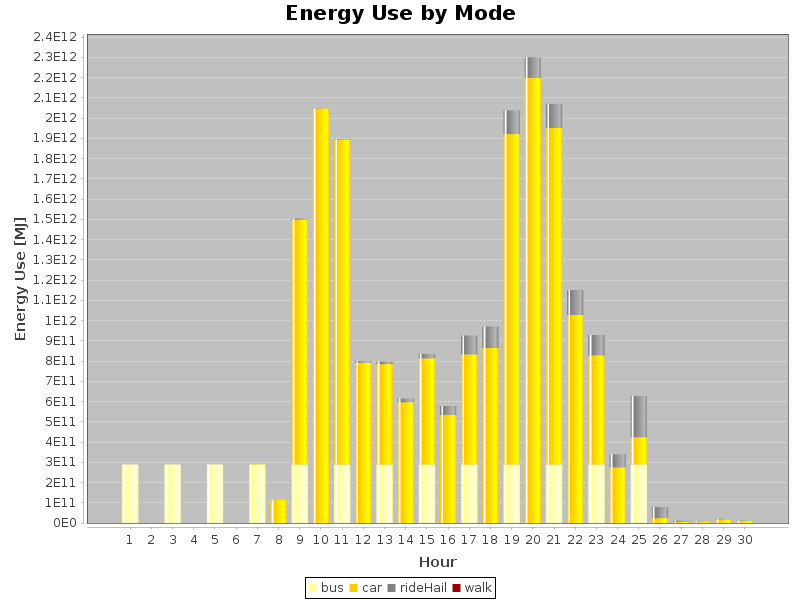 Energy Use by Mode
2.4E12
2.3E12
2.2E12
2.1E12
2E12
1.9E12
1.8E12
1.7E12
1.6E12
1.5E12
1.4E12
1.3E12
1.2E12
1.1E12
1E12
9E11
8E11
7E11
6E11
5E11
4E11
3E11
2E11
1E11
0E0
Energy Use [MJ]
1 2 3 4 5 6 7 8 9 10 11 12 13 14 15 16 17 18 19 20 21 22 23 24 25 26 27 28 29 30
Hour
bus car rideHail walk